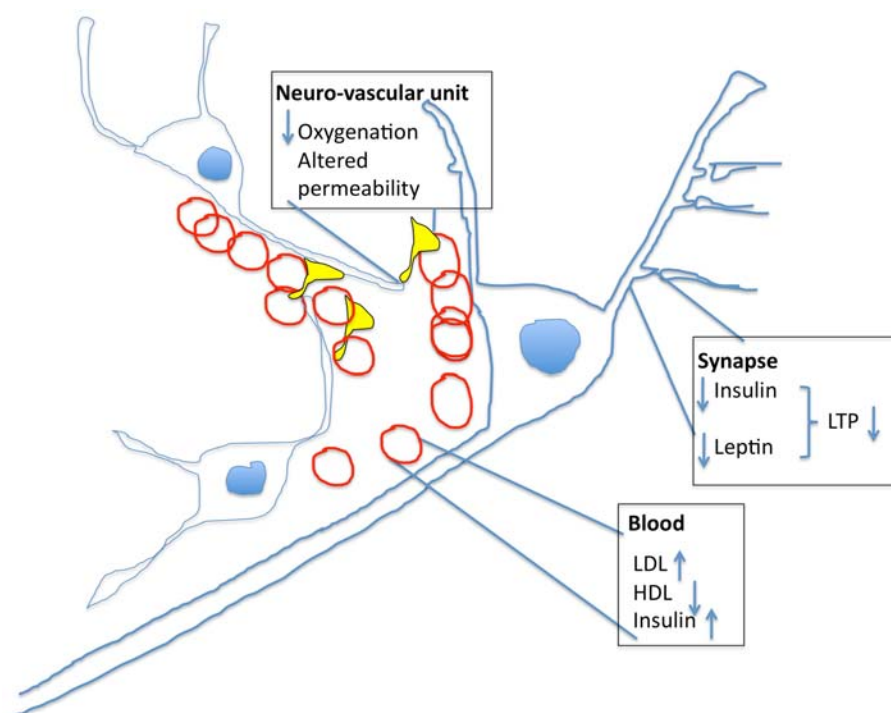 Neuro-vascular unit
↓ Oxygenation
Altered
permeability
Synapse
↓ Insulin
LTP ↓
↓ Leptin
Blood
LDL ↑
HDL ↓
Insulin ↑